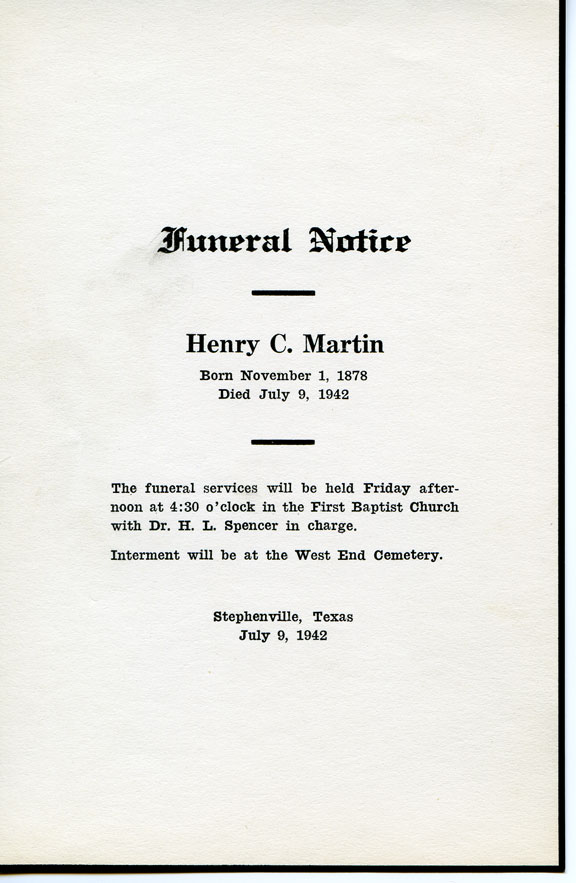 Funeral Notice
Henry C. Martin
Born November 1, 1878
Died July 9, 1942
The funeral services will be held Friday after-
noon at 4:30 o'clock in the First Baptist Church
with Dr. H. L. Spencer in charge.
Interment will be at the West End Cemetery.
Stephenville, Texas
July 9, 1942